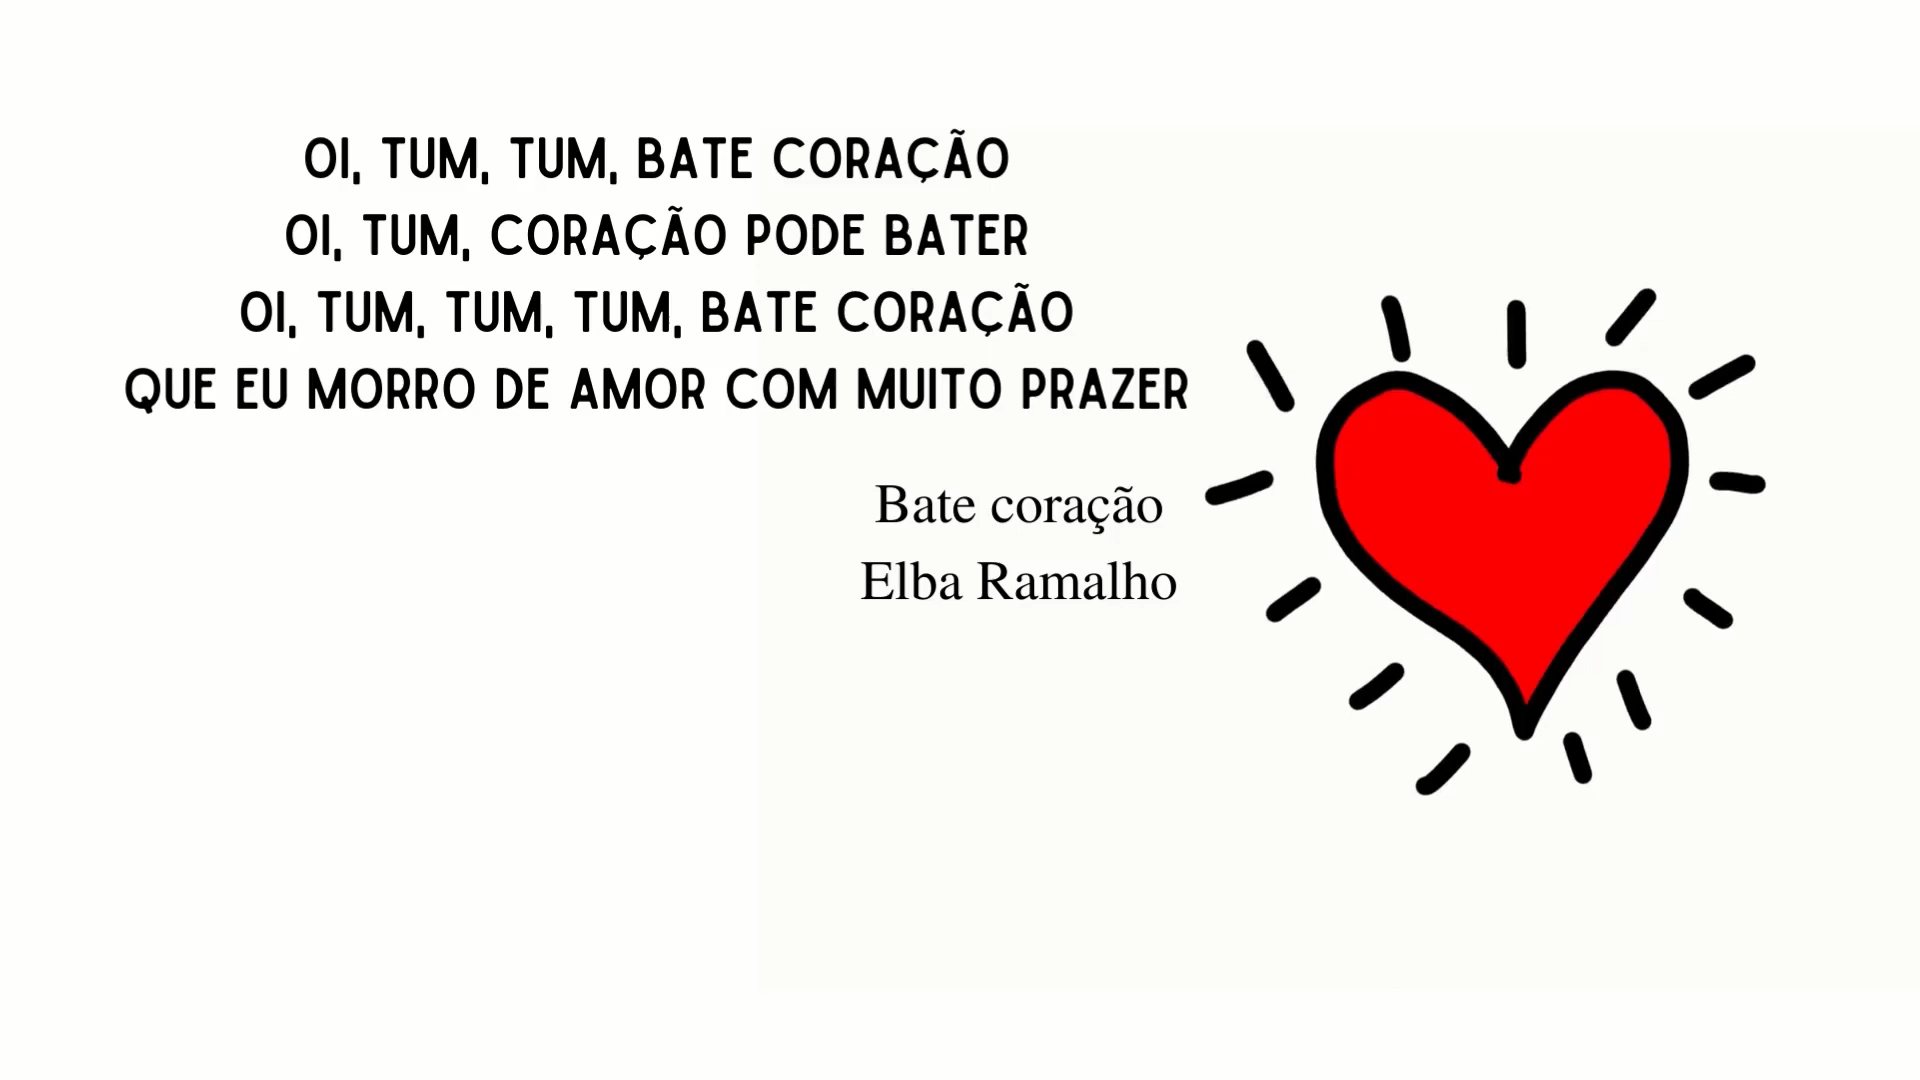 OI, TUM, TUM, BATE CORAÇÃO
OI, TUM, CORAÇÃO PODE BATER
OI, TUM, TUM, TUM, BATE CORAÇÃO
QUE EU MORRO DE AMOR COM MUITO PRAZER
Bate coração
Elba Ramalho